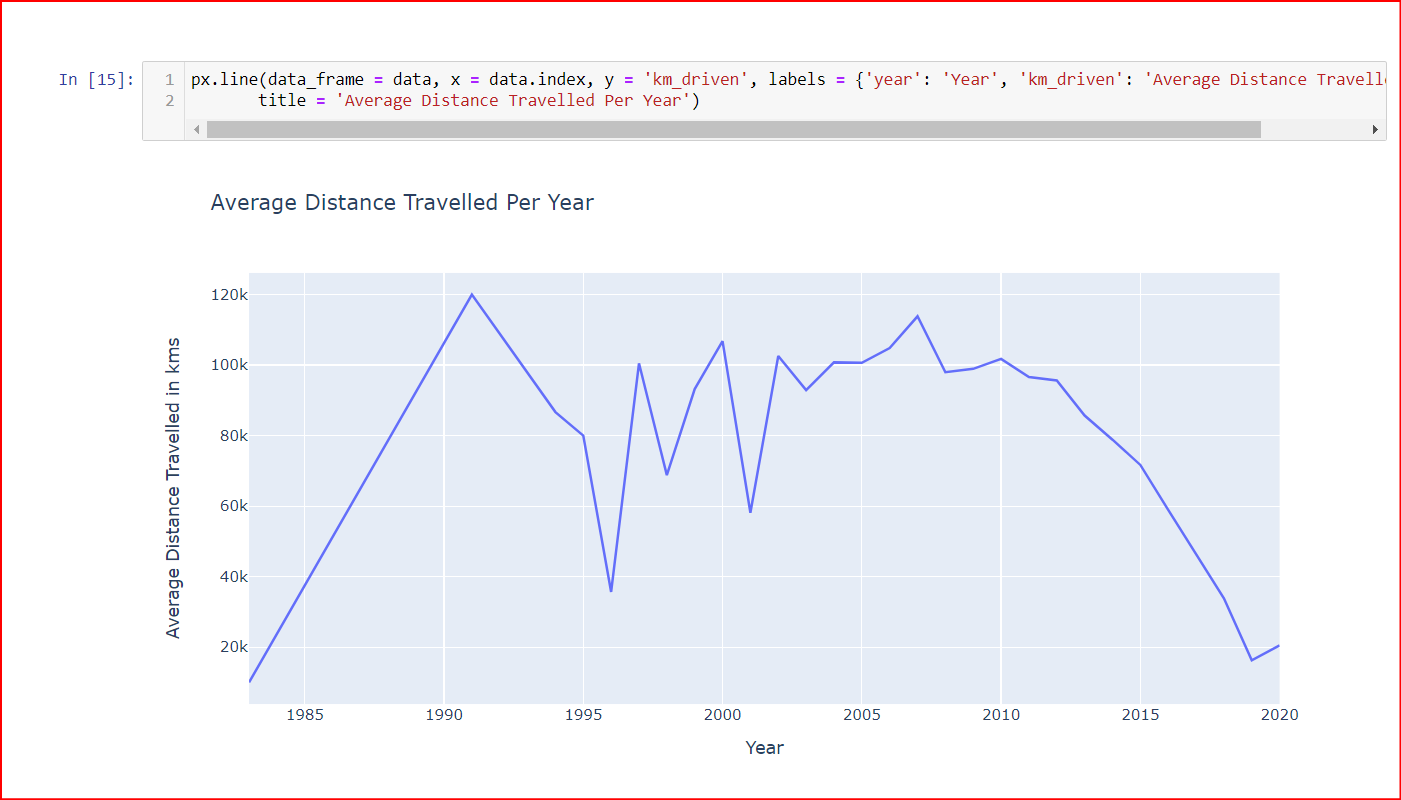 In [15]:
1 px.line(data_frame = data, x = data.index, y = 'km_driven', labels = {'year': 'Year', 'km_driven': 'Average Distance
2 title = 'Average Distance Travelled Per Year')
Average Distance Travelled Per Year
Average Distance Travelled in kms
120k
100k
80k
60k
40k
20k
1985 1990 1995 2000 2005 2010 2015 2020
Year